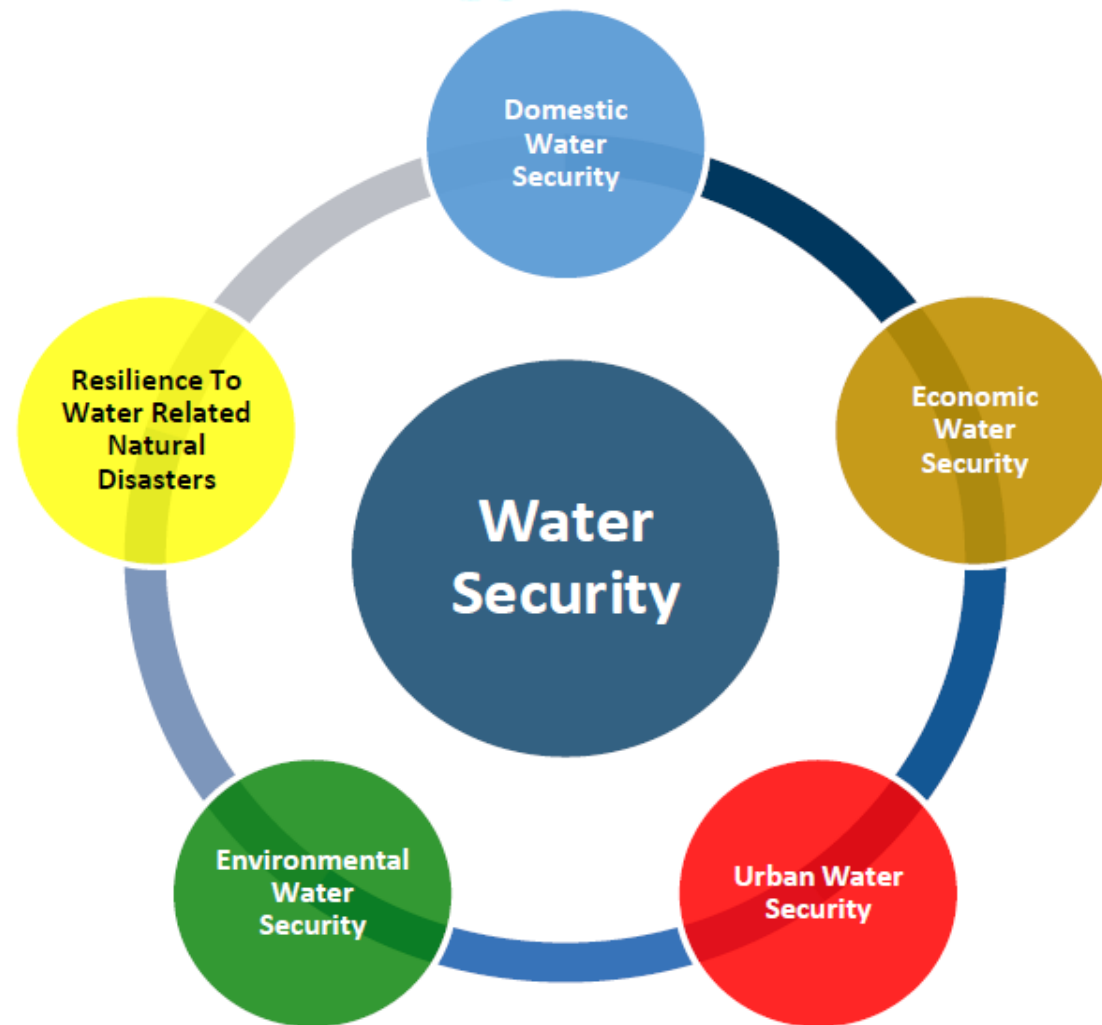 Domestic
Water
Security
Economic
Water
Security
Urban Water
Security
Environmental
Water
Security
Resilience To
Water Related
Natural
Disasters
Water
Security